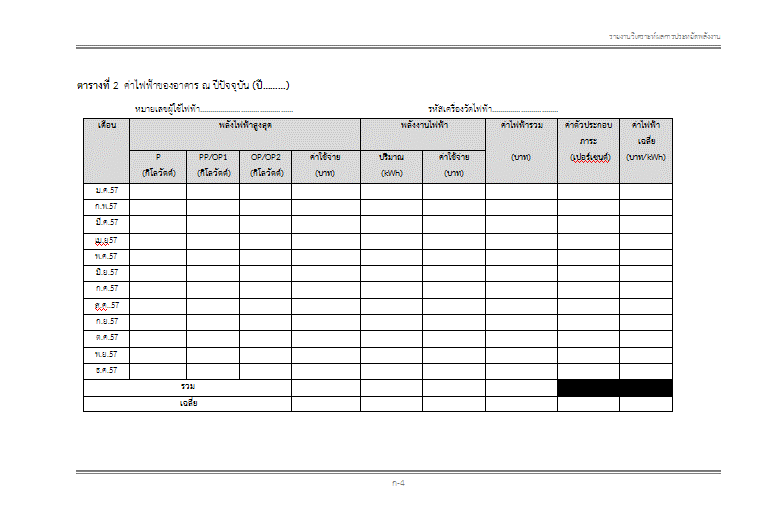 รายงานวิเคราะห์ผลการประหยัดพลังงาน
ตารางที่ 2 ค่าไฟฟ้าของอาคาร ณ ปีปัจจุบัน (ปี........)
หมายเลขผู้ใช้ไฟฟ้า........................................ รหัสเครื่องวัดไฟฟ้า............................
เดือน พลังไฟฟ้าสูงสุด พลังงานไฟฟ้า ค่าไฟฟ้ารวม ค่าตัวประกอบ ค่าไฟฟ้า
ภาระ เฉลี่ย
P PP/OP1 OP/OP2 ค่าใช้จ่าย ปริมาณ ค่าใช้จ่าย (บาท) (เปอร์เซนต์) (บาท/kWh)
(กิโลวัตต์) (กิโลวัตต์) (กิโลวัตต์) (บาท) (kWh) (บาท)
ม.ค.57
ก.พ.57
มี.ค.57
เม.ย57
พ.ค.57
มิ.ย.57
ก.ค.57
ส.ค..57
ก.ย.57
ต.ค.57
พ.ย.57
ธ.ค.57
รวม
เฉลี่ย
ก-4